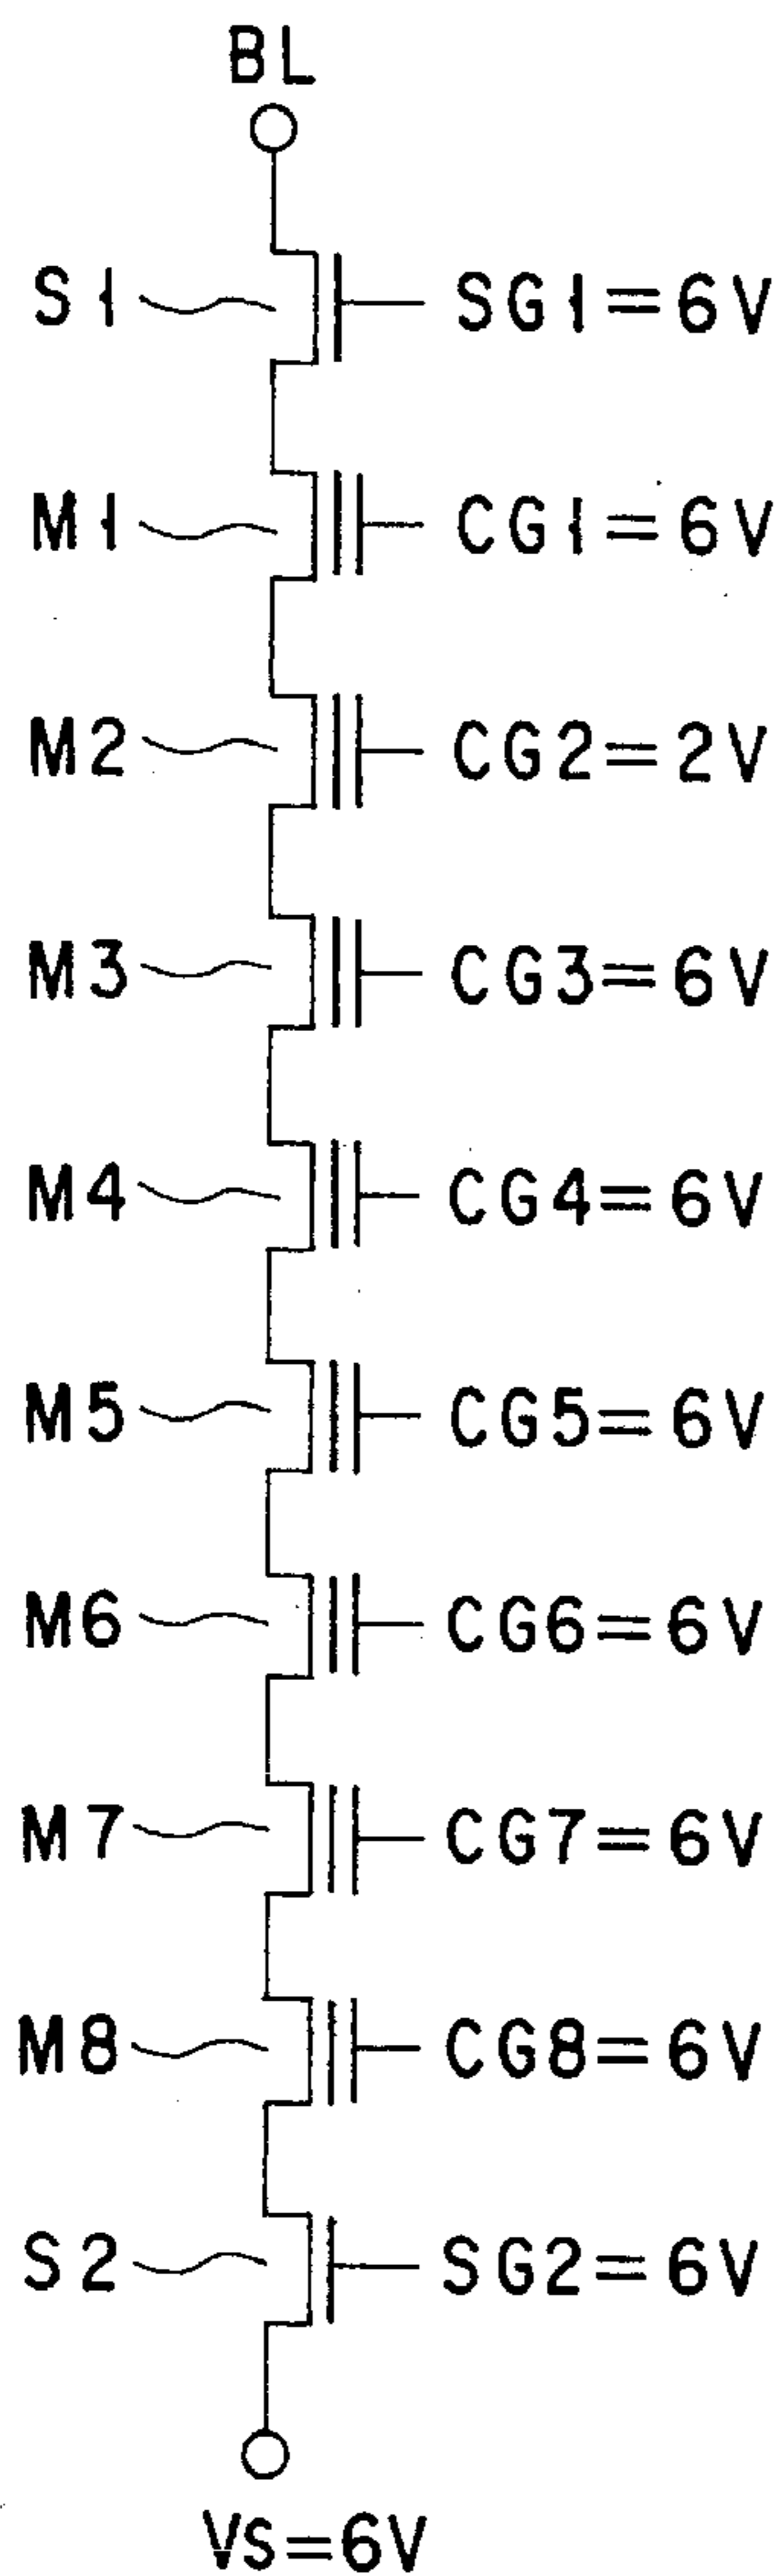 BL
S1 SG1=6V
M1 CG1=6V
M2 CG2=2V
M3 CG3=6V
M4 CG4=6V
M5 CG5=6V
M6 CG6=6V
M7 CG7=6V
M8 CG8=6V
S2 SG2=6V
VS=6V